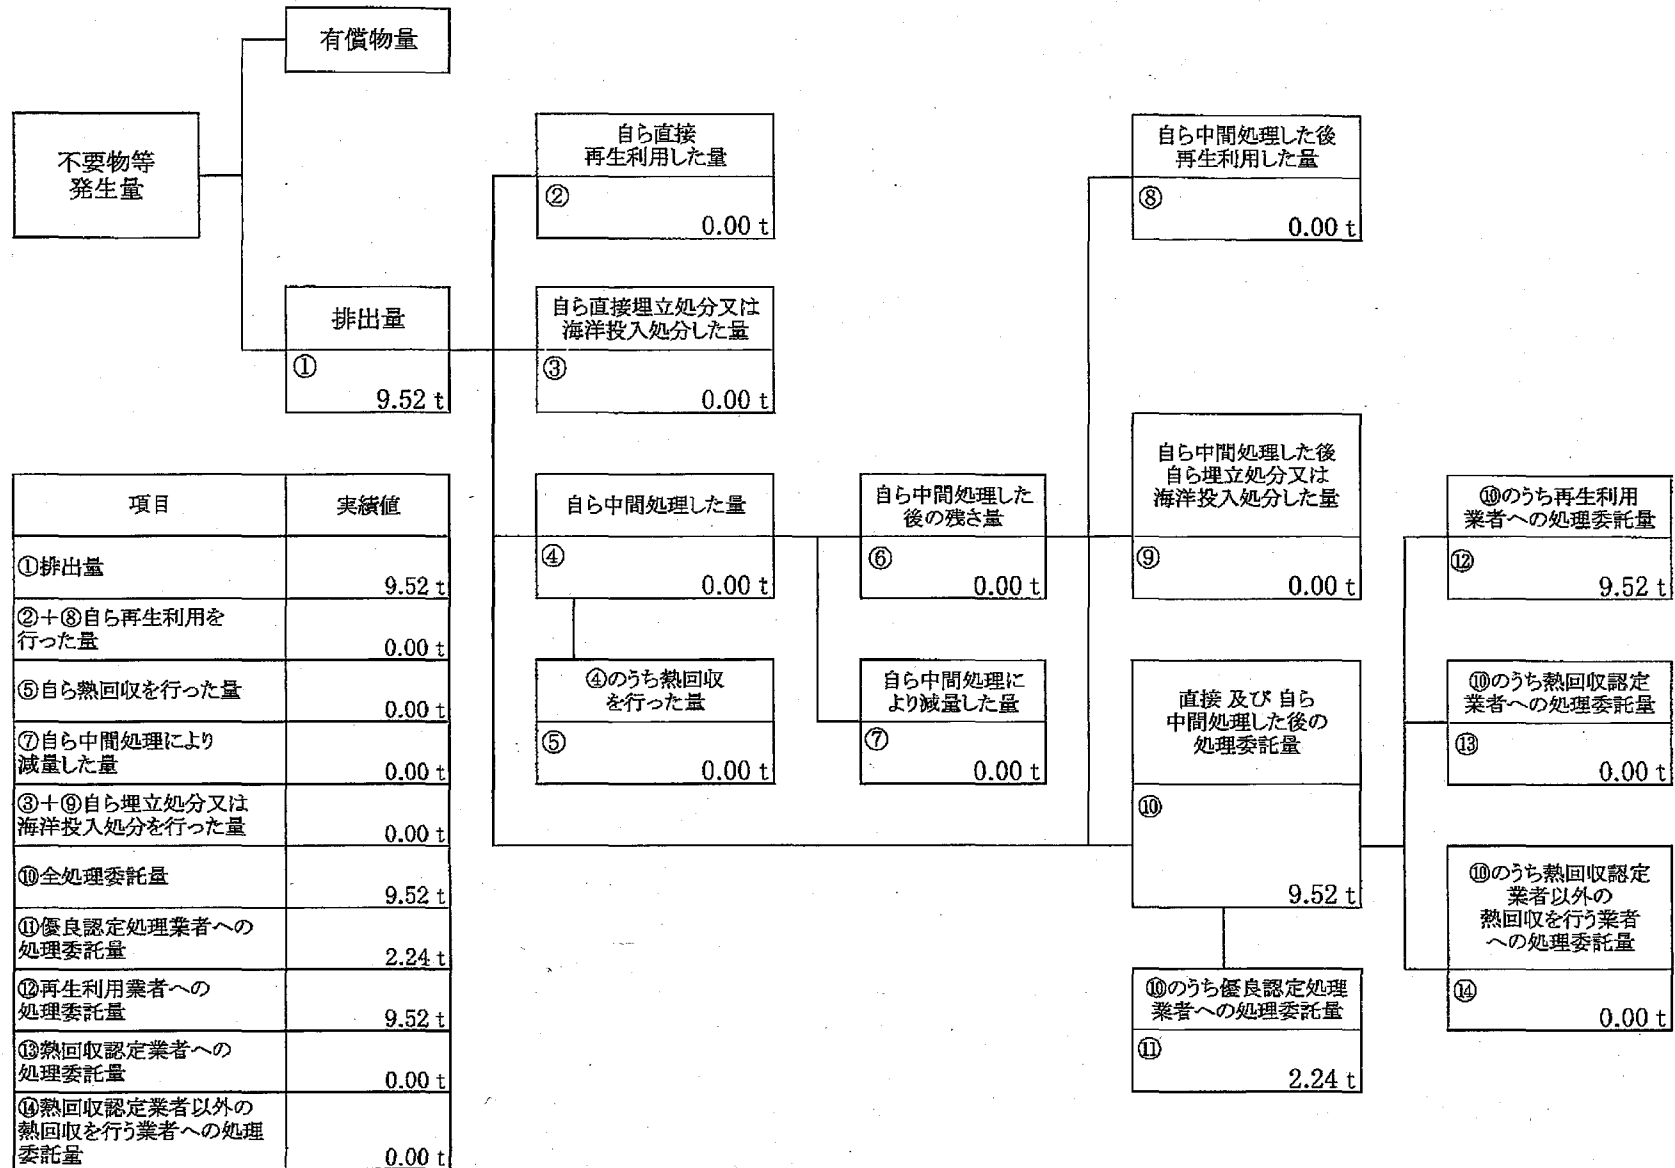 有償物量
不要物等
発生量
排出量
①
9.52 t
自ら直接
再生利用した量
②
0.00 t
自ら直接埋立処分又は
海洋投入処分した量
③
0.00 t
自ら中間処理した量
④
0.00 t
④のうち熱回収
を行った量
⑤
0.00 t
自ら中間処理した
後の残さ量
⑥
0.00 t
自ら中間処理に
より減量した量
⑦
0.00 t
自ら中間処理した後
再生利用した量
⑧
0.00 t
自ら中間処理した後
自ら埋立処分又は
海洋投入処分した量
⑨
0.00 t
直接 及び 自ら
中間処理した後の
処理委託量
⑩
9.52 t
⑩のうち優良認定処理
業者への処理委託量
⑪
2.24 t
⑩のうち再生利用
業者への処理委託量
⑫
9.52 t
⑩のうち熱回収認定
業者への処理委託量
⑬
0.00 t
⑩のうち熱回収認定
業者以外の
熱回収を行う業者
への処理委託量
⑭
0.00 t
項目 実績値
①排出量
9.52 t
②+⑧自ら再生利用を
行った量
0.00 t
⑤自ら熱回収を行った量
0.00 t
⑦自ら中間処理により
減量した量
0.00 t
③+⑨自ら埋立処分又は
海洋投入処分を行った量
0.00 t
⑩全処理委託量
9.52 t
⑪優良認定処理業者への
処理委託量
2.24 t
⑫再生利用業者への
処理委託量
9.52 t
⑬熱回収認定業者への
処理委託量
0.00 t
⑭熱回収認定業者以外の
熱回収を行う業者への処理
委託量
0.00 t